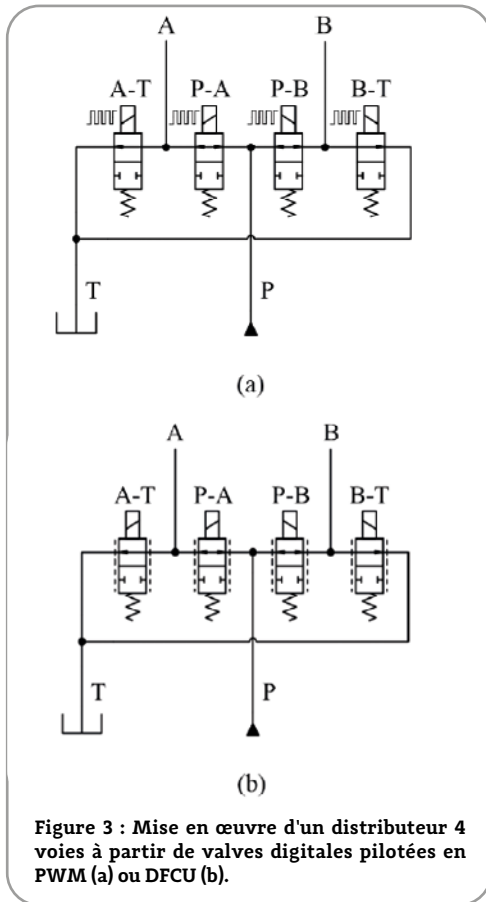 A B
A-T P-A P-B B-T
T P
(a)
A B
A-T P-A P-B B-T
T P
(b)
Figure 3 : Mise en œuvre d'un distributeur 4
voies à partir de valves digitales pilotées en
PWM (a) ou DFCU (b).